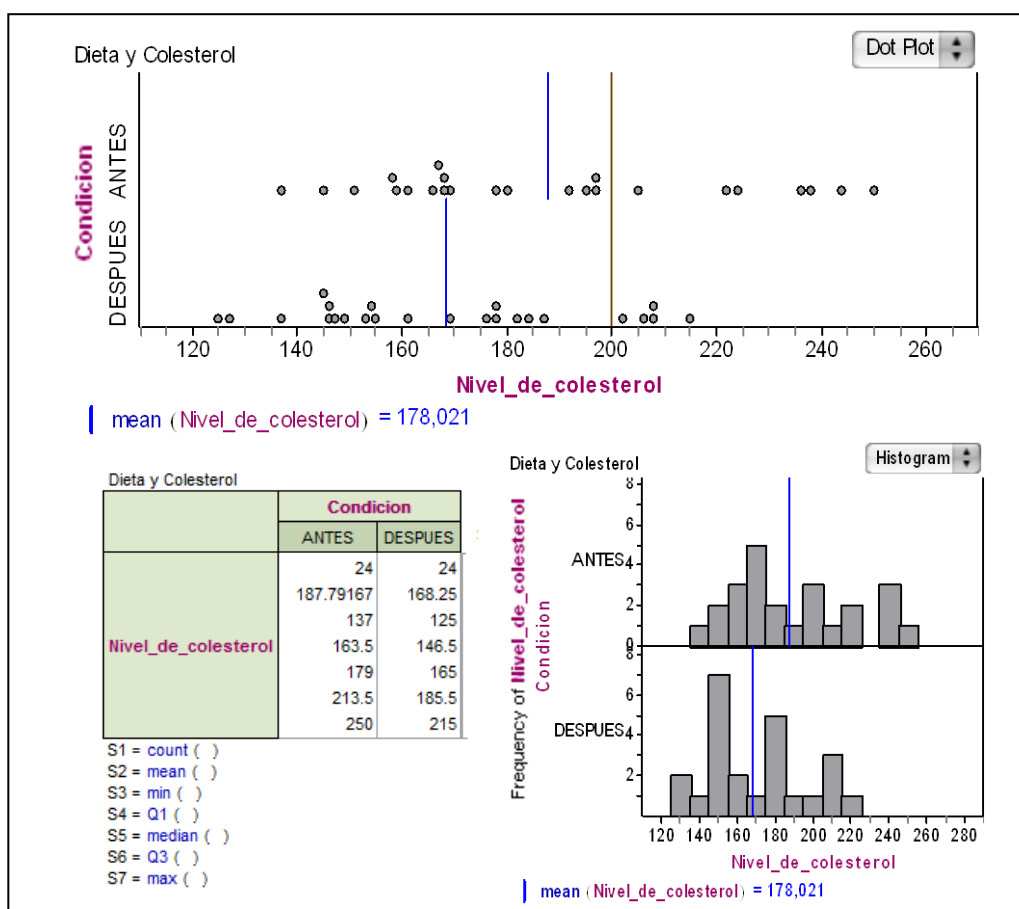 Dieta y Colesterol
Dot Plot
Condicion
ANTES
DESPUES
120 140 160 180 200 220 240 260
Nivel_de_colesterol
mean (Nivel_de_colesterol) = 178,021
Dieta y Colesterol
Condicion
ANTES DESPUES
Nivel_de_colesterol
24 24
187.79167 168.25
137 125
163.5 146.5
179 165
213.5 185.5
250 215
S1 = count ( )
S2 = mean ( )
S3 = min ( )
S4 = Q1 ( )
S5 = median ( )
S6 = Q3 ( )
S7 = max ( )
Dieta y Colesterol
Histogram
Frequency of Nivel_de_colesterol
Condicion
ANTES
8
6
4
2
0
DESPUES
8
6
4
2
120 140 160 180 200 220 240 260 280
Nivel_de_colesterol
mean (Nivel_de_colesterol) = 178,021